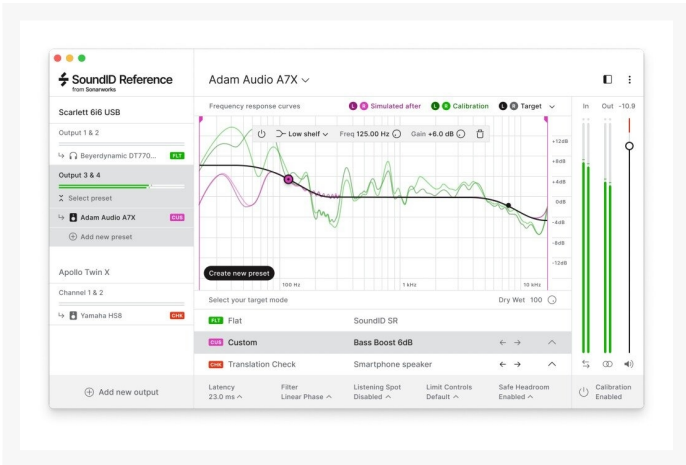 SoundID Reference
from Sonarworks
Adam Audio A7X
Scarlett 6i6 USB
Output 1 & 2
Beyerdynamic DT770... FLT
Output 3 & 4
Select preset
Adam Audio A7X CUS
Add new preset
Apollo Twin X
Channel 1 & 2
Yamaha HS8 CHK
Add new output
Frequency response curves
L R Simulated after
L R Calibration
L R Target
In Out -10.9
Low shelf Freq 125.00 Hz Gain +6.0 dB
+12dB
+8dB
+4dB
0dB
-4dB
-8dB
-12dB
Create new preset
100 Hz
1 kHz
10 kHz
Select your target mode
Dry Wet 100
FLT Flat SoundID SR
CUS Custom Bass Boost 6dB
CHK Translation Check Smartphone speaker
Latency Filter Listening Spot Limit Controls Safe Headroom
23.0 ms Linear Phase Disabled Default Enabled
Calibration
Enabled